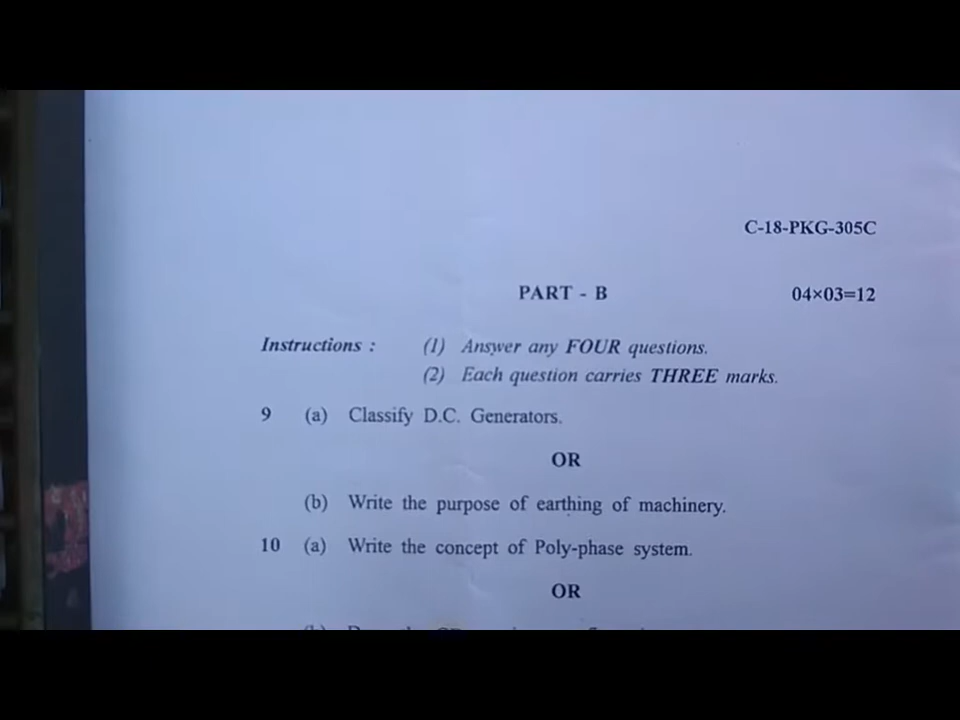 C-18-PKG-305C
PART - B 04×03=12
Instructions : (1) Answer any FOUR questions.
(2) Each question carries THREE marks.
9 (a) Classify D.C. Generators.
OR
(b) Write the purpose of earthing of machinery.
10 (a) Write the concept of Poly-phase system.
OR